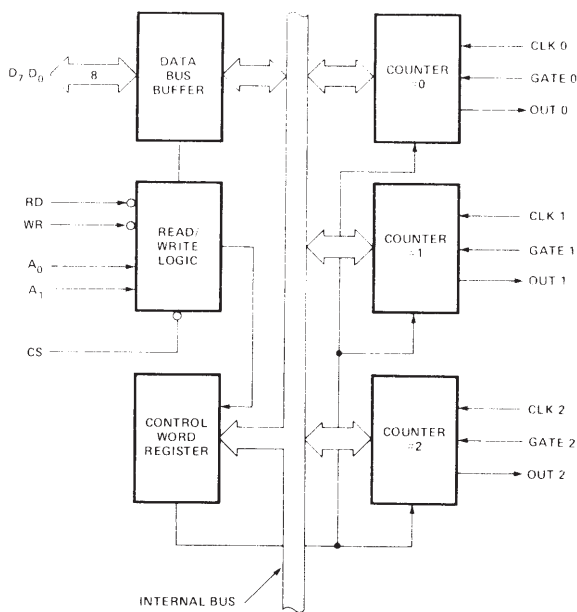 D7 D0
8
DATA
BUS
BUFFER
COUNTER
=0
CLK 0
GATE 0
OUT 0
RD
WR
A0
A1
CS
READ/
WRITE
LOGIC
COUNTER
=1
CLK 1
GATE 1
OUT 1
CONTROL
WORD
REGISTER
COUNTER
=2
CLK 2
GATE 2
OUT 2
INTERNAL BUS